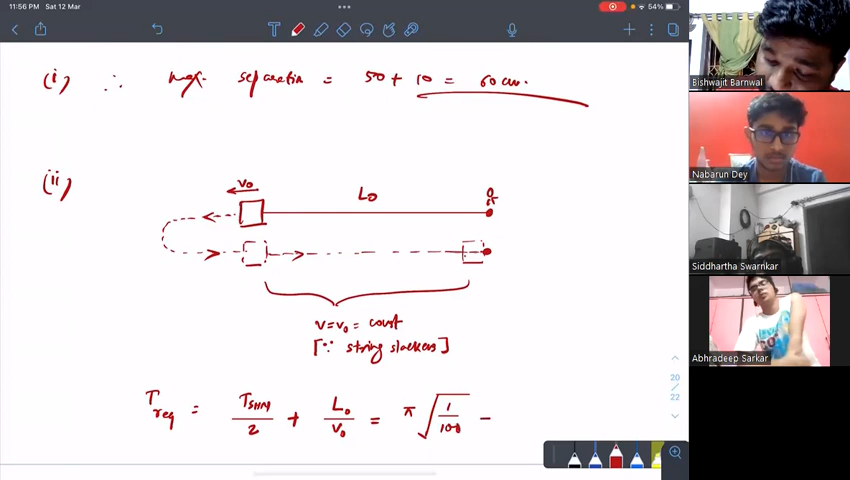 11:56 PM Sat 12 Mar
54%
(i) ∴ max. separation = 50 + 10 = 60 cm.
(ii)
v₀
L₀
v = v₀ = const
[∵ string slackens]
T_req = T_SHM/2 + L₀/v₀ = π √(1/100) –
20
/
22
Bishwajit Barnwal
Nabarun Dey
Siddhartha Swarnkar
Abhradeep Sarkar